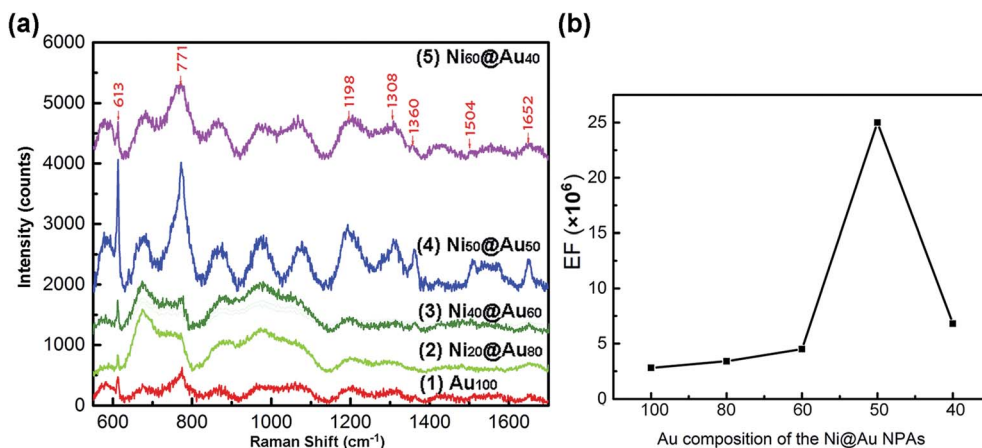 (a)
6000
5000
4000
3000
2000
1000
0
Intensity (counts)
600 800 1000 1200 1400 1600
Raman Shift (cm⁻¹)
613
771
1198
1308
1360
1504
1652
(5) Ni₆₀@Au₄₀
(4) Ni₅₀@Au₅₀
(3) Ni₄₀@Au₆₀
(2) Ni₂₀@Au₈₀
(1) Au₁₀₀
(b)
25
20
15
10
5
0
EF (×10⁶)
100 80 60 50 40
Au composition of the Ni@Au NPAs